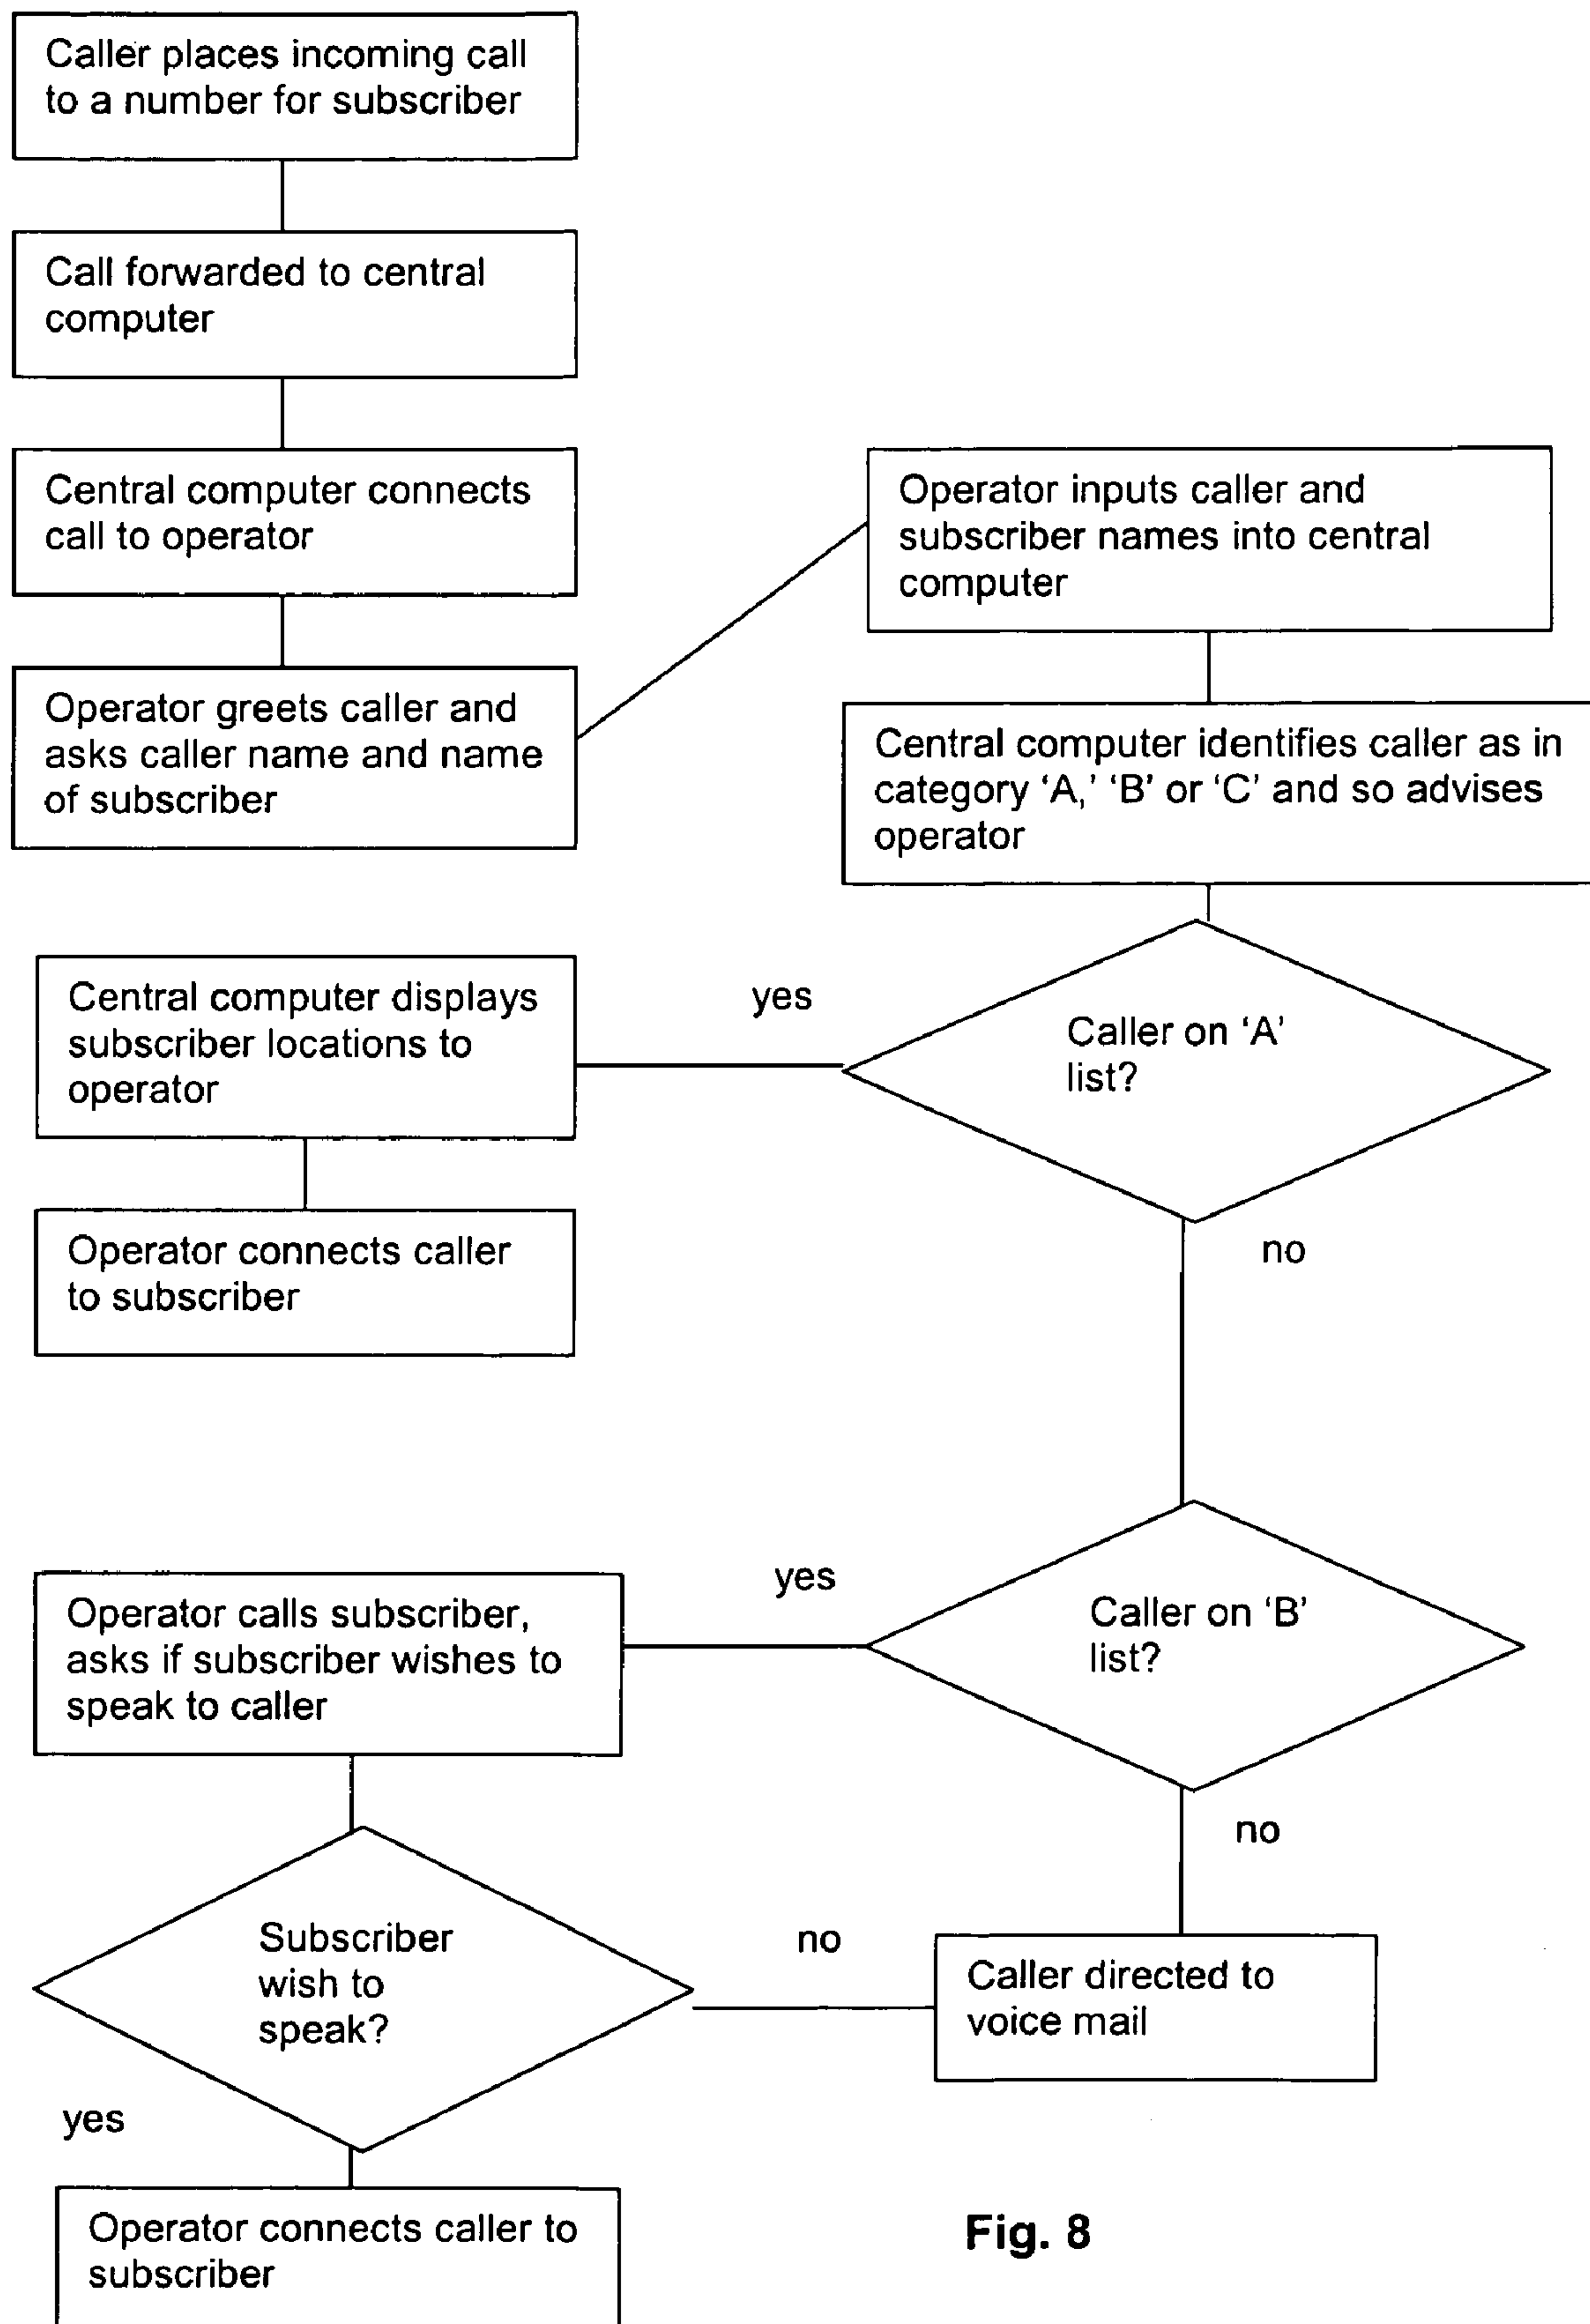 Caller places incoming call
to a number for subscriber
Call forwarded to central
computer
Central computer connects
call to operator
Operator greets caller and
asks caller name and name
of subscriber
Operator inputs caller and
subscriber names into central
computer
Central computer identifies caller as in
category ‘A,’ ‘B’ or ‘C’ and so advises
operator
Caller on ‘A’
list?
yes
Central computer displays
subscriber locations to
operator
Operator connects caller
to subscriber
no
Caller on ‘B’
list?
yes
Operator calls subscriber,
asks if subscriber wishes to
speak to caller
no
Subscriber
wish to
speak?
no
Caller directed to
voice mail
yes
Operator connects caller to
subscriber
Fig. 8